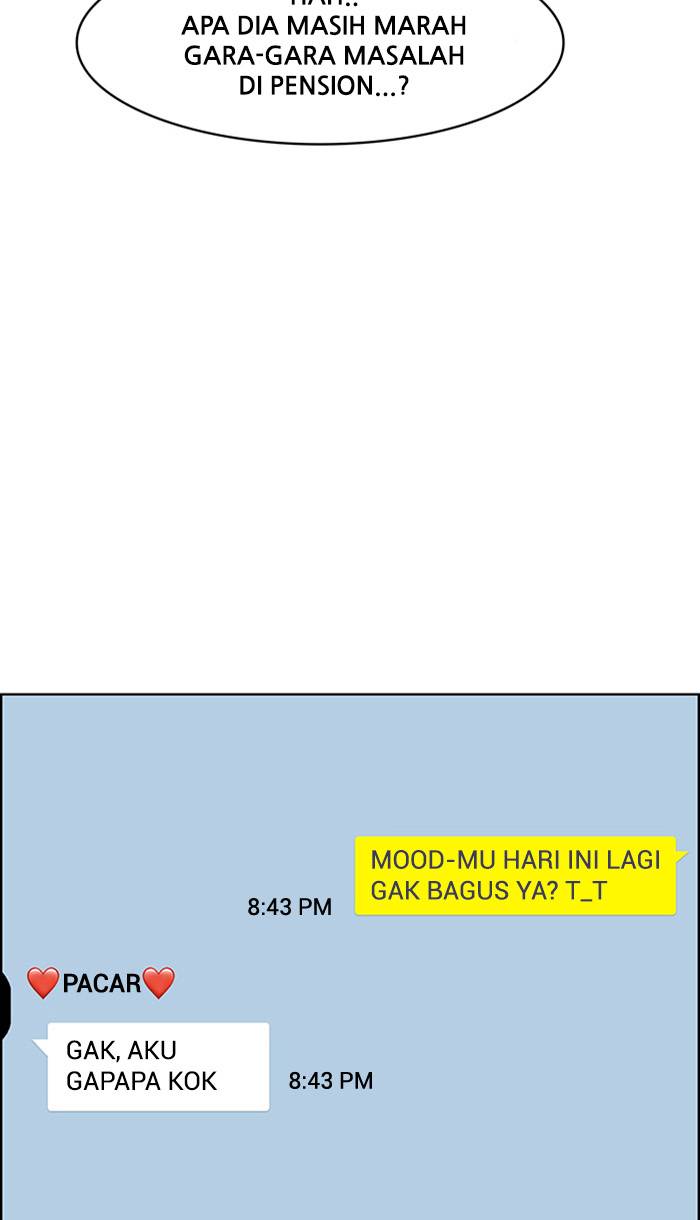 APA DIA MASIH MARAH
GARA-GARA MASALAH
DI PENSION...?
MOOD-MU HARI INI LAGI
GAK BAGUS YA? T_T
8:43 PM
❤️PACAR❤️
GAK, AKU
GAPAPA KOK
8:43 PM